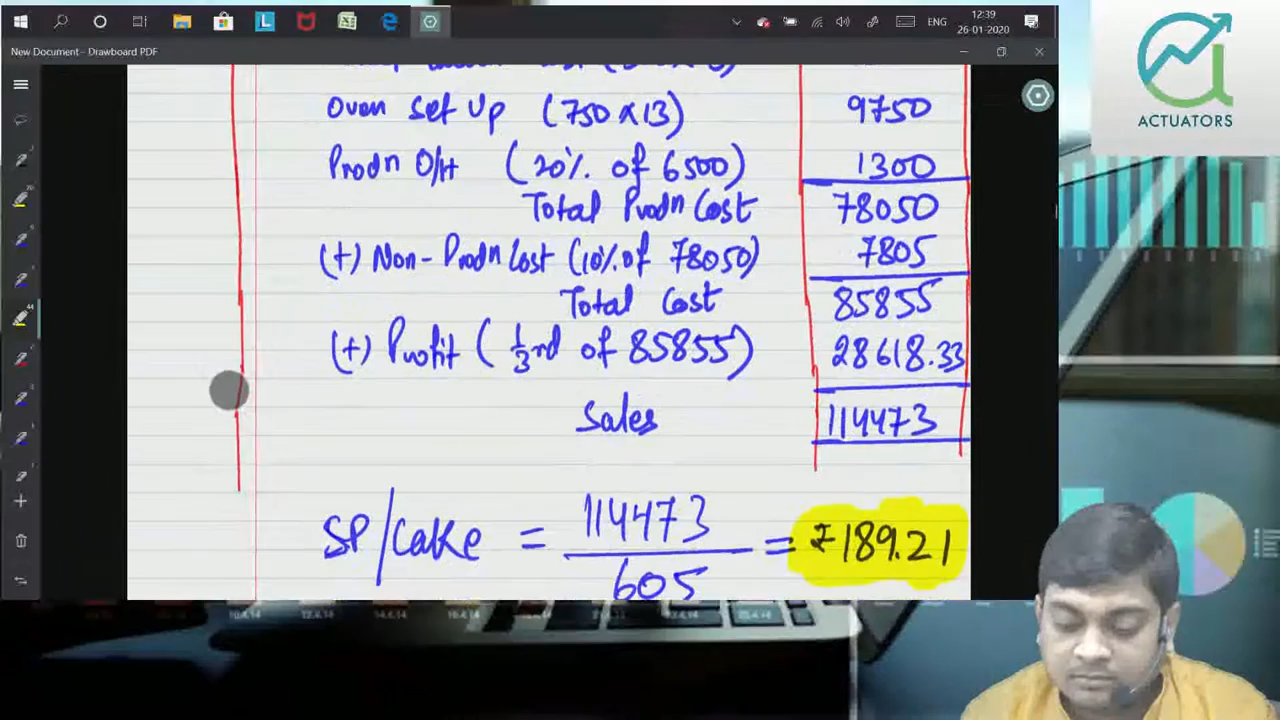 ENG
12:39
26-01-2020
New Document - Drawboard PDF
ACTUATORS
Oven set Up (750 x 13) 9750
Prodn O/H (20% of 6500) 1300
Total Prodn Cost 78050
(+) Non-Prodn Cost (10% of 78050) 7805
Total Cost 85855
(+) Profit (1/3rd of 85855) 28618.33
Sales 114473
SP/Cake = 114473/605 = ₹189.21